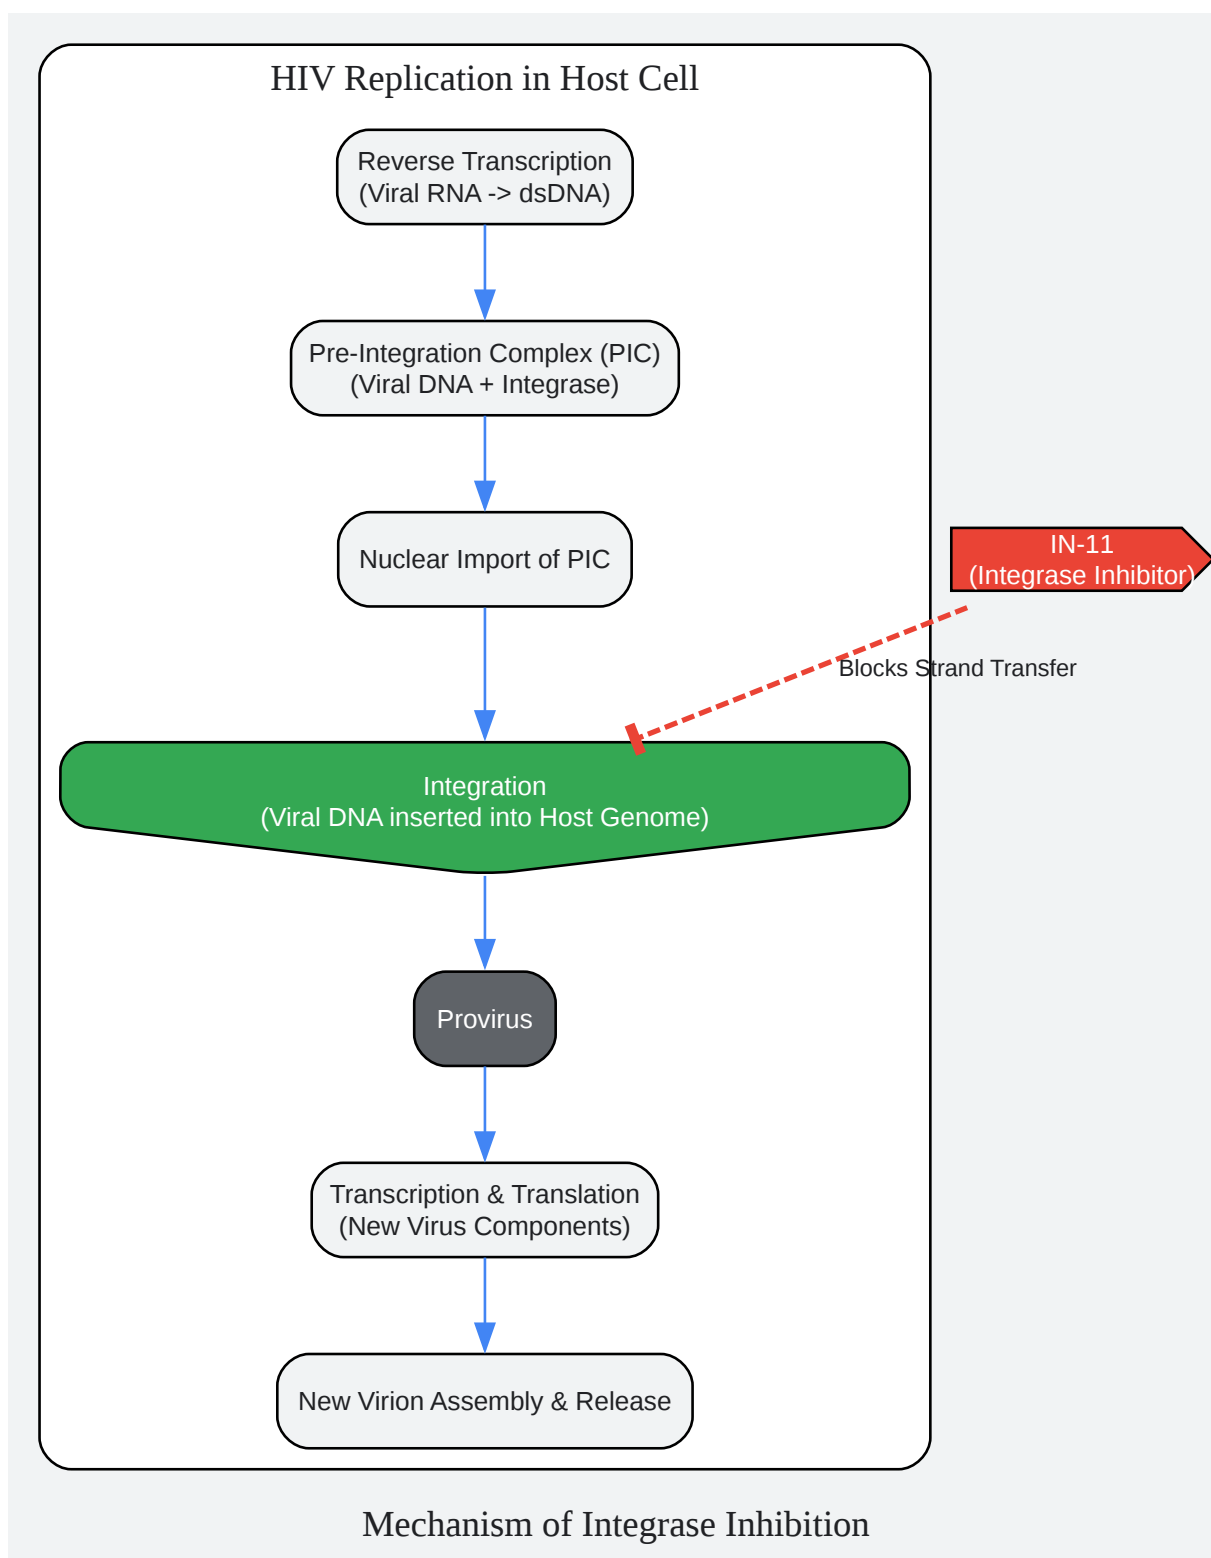 HIV Replication in Host Cell
Reverse Transcription
(Viral RNA -> dsDNA)
Pre-Integration Complex (PIC)
(Viral DNA + Integrase)
Nuclear Import of PIC
IN-11
(Integrase Inhibitor)
Blocks Strand Transfer
Integration
(Viral DNA inserted into Host Genome)
Provirus
Transcription & Translation
(New Virus Components)
New Virion Assembly & Release
Mechanism of Integrase Inhibition